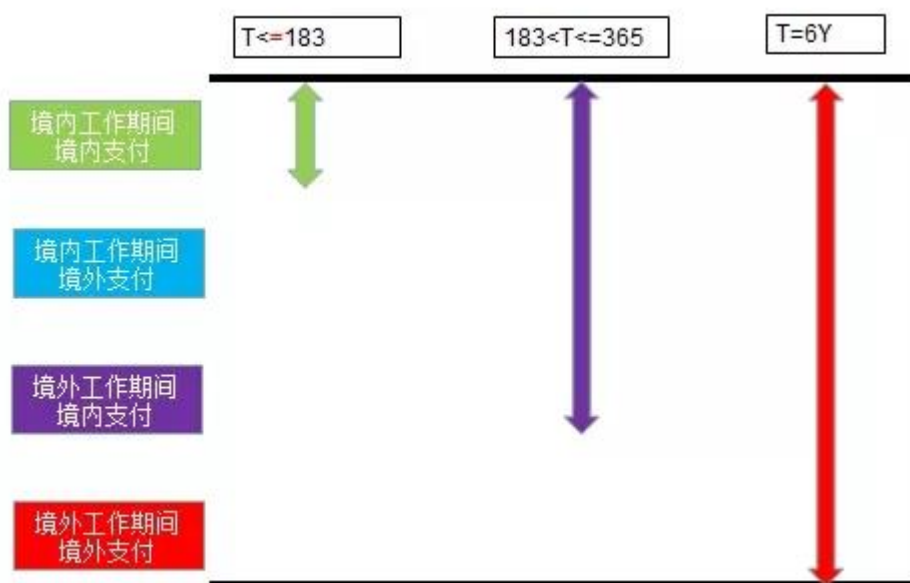 T<=183
183<T<=365
T=6Y
境内工作期间
境内支付
境内工作期间
境外支付
境外工作期间
境内支付
境外工作期间
境外支付